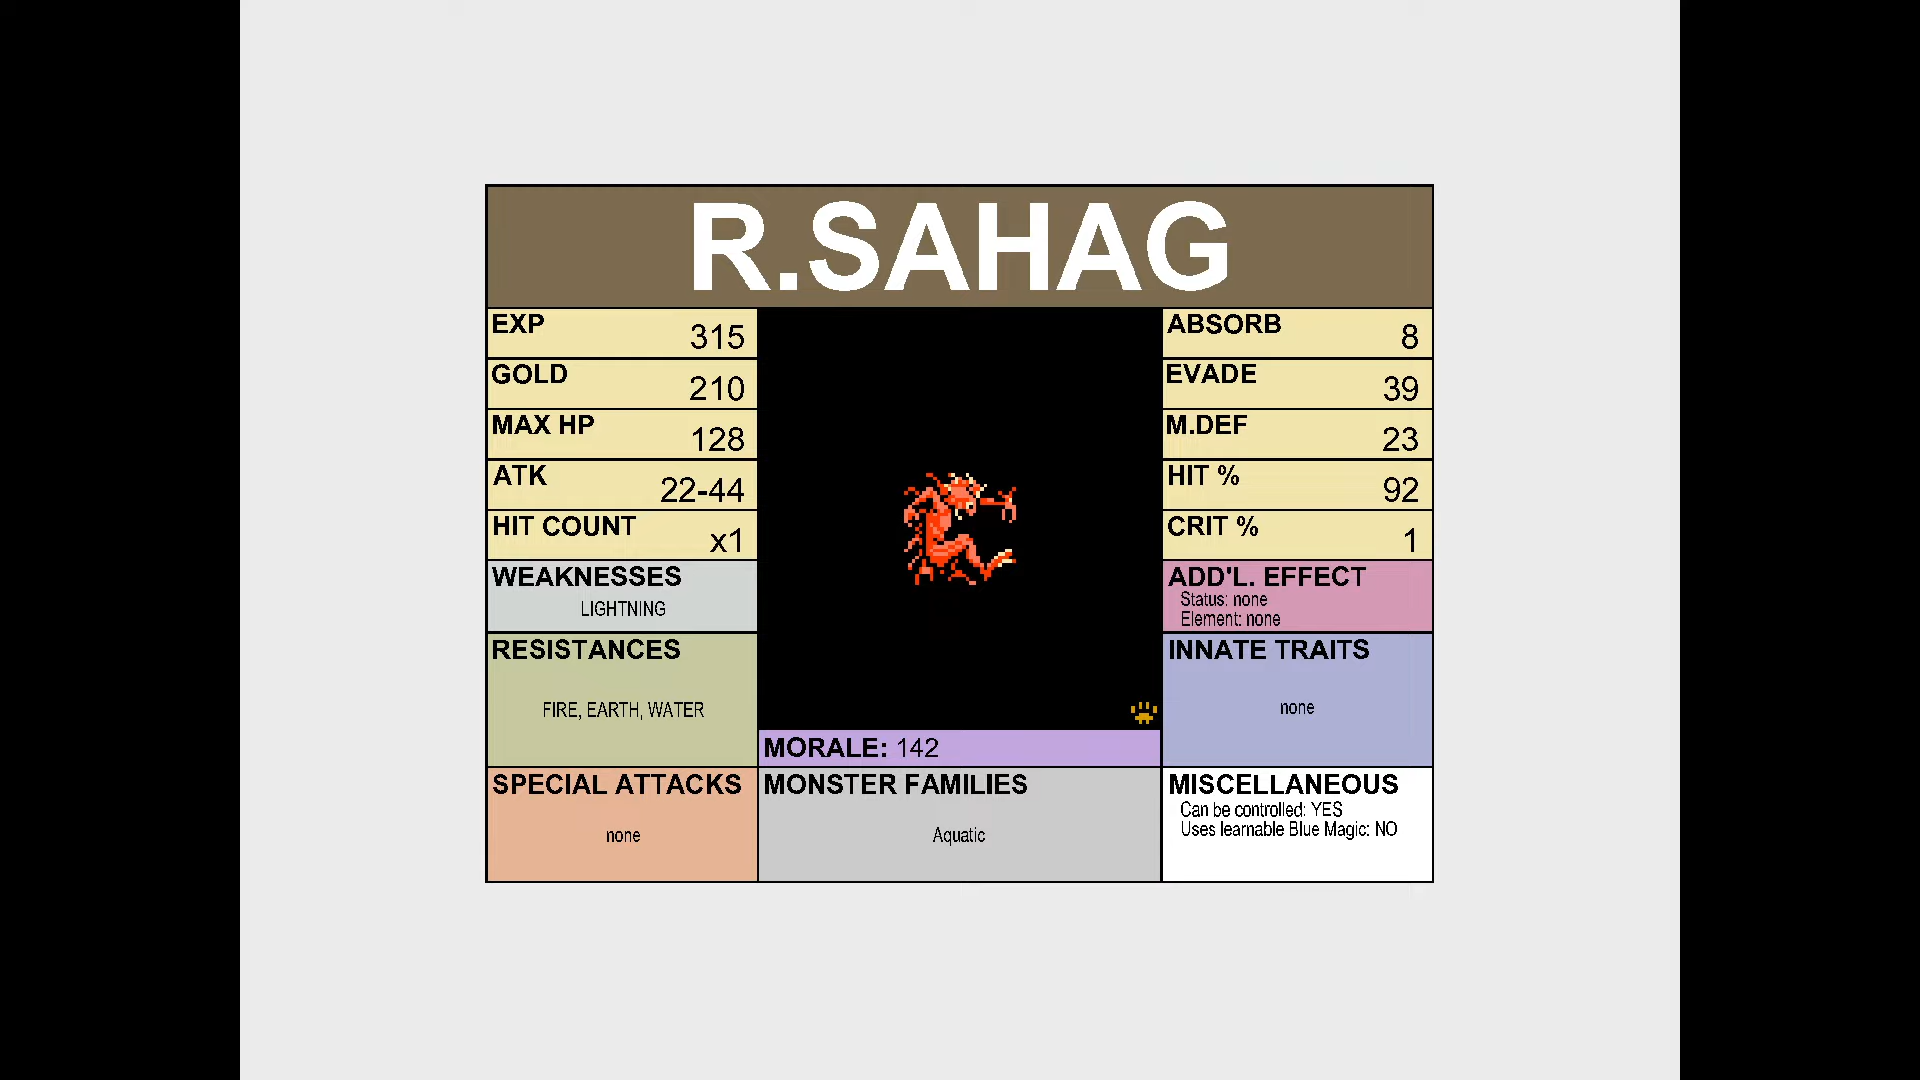 R.SAHAG
EXP 315
GOLD 210
MAX HP 128
ATK 22-44
HIT COUNT x1
WEAKNESSES
LIGHTNING
RESISTANCES
FIRE, EARTH, WATER
SPECIAL ATTACKS
none
MORALE: 142
MONSTER FAMILIES
Aquatic
ABSORB 8
EVADE 39
M.DEF 23
HIT % 92
CRIT % 1
ADD'L. EFFECT
Status: none
Element: none
INNATE TRAITS
none
MISCELLANEOUS
Can be controlled: YES
Uses learnable Blue Magic: NO